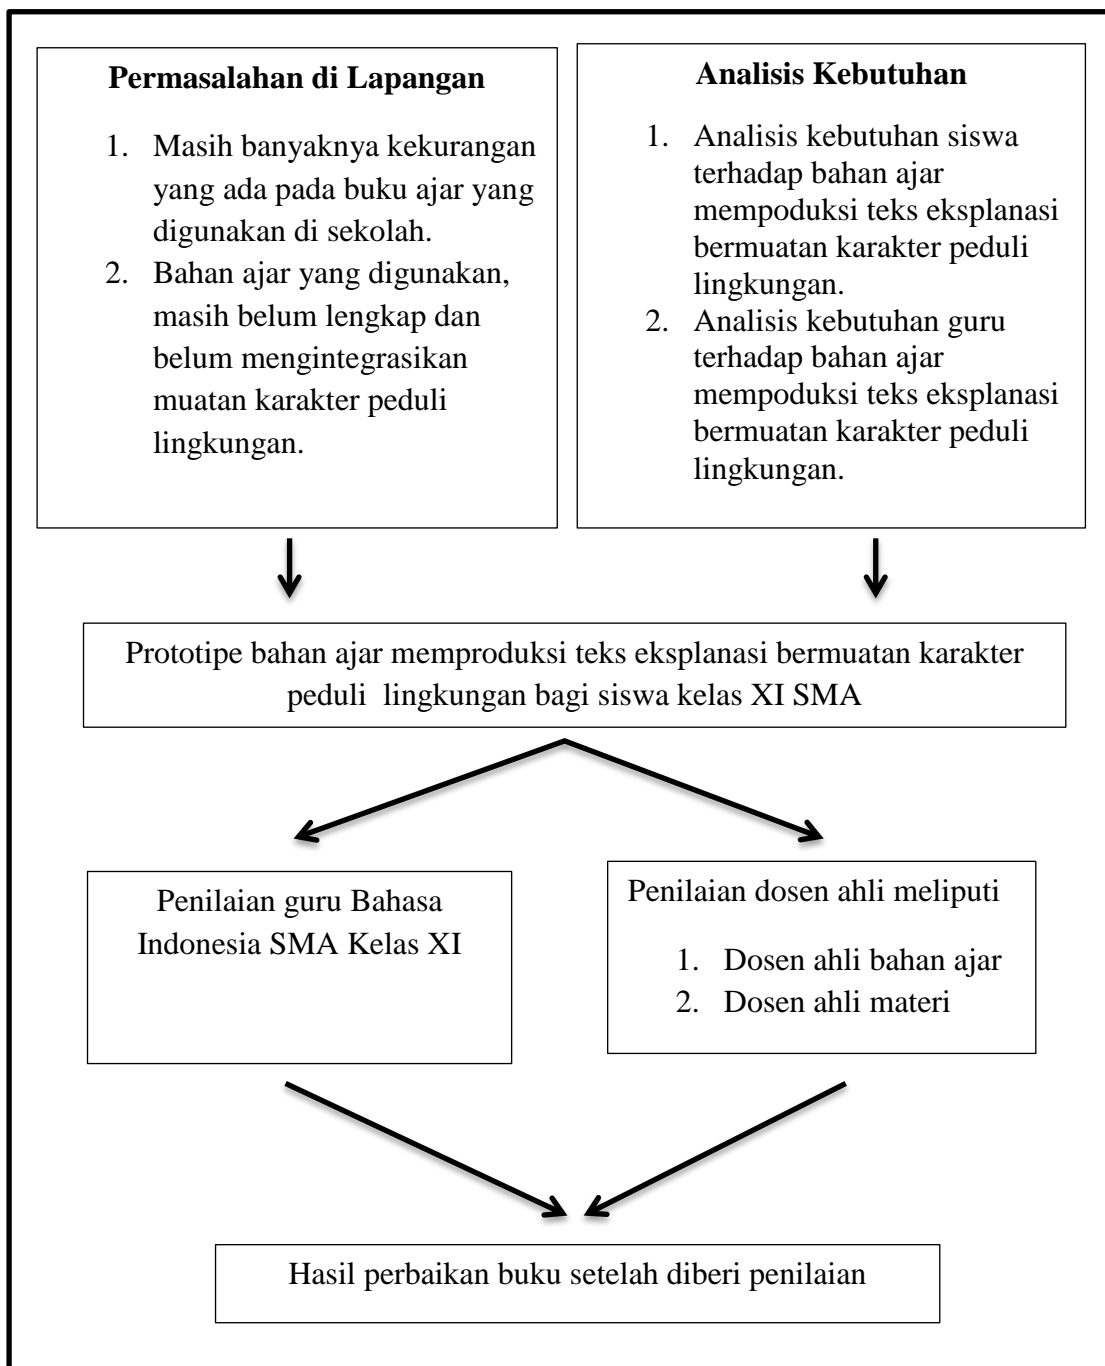 Permasalahan di Lapangan
1. Masih banyaknya kekurangan
yang ada pada buku ajar yang
digunakan di sekolah.
2. Bahan ajar yang digunakan,
masih belum lengkap dan
belum mengintegrasikan
muatan karakter peduli
lingkungan.
Analisis Kebutuhan
1. Analisis kebutuhan siswa
terhadap bahan ajar
mempoduksi teks eksplanasi
bermuatan karakter peduli
lingkungan.
2. Analisis kebutuhan guru
terhadap bahan ajar
mempoduksi teks eksplanasi
bermuatan karakter peduli
lingkungan.
Prototipe bahan ajar memproduksi teks eksplanasi bermuatan karakter
peduli  lingkungan bagi siswa kelas XI SMA
Penilaian guru Bahasa
Indonesia SMA Kelas XI
Penilaian dosen ahli meliputi
1. Dosen ahli bahan ajar
2. Dosen ahli materi
Hasil perbaikan buku setelah diberi penilaian